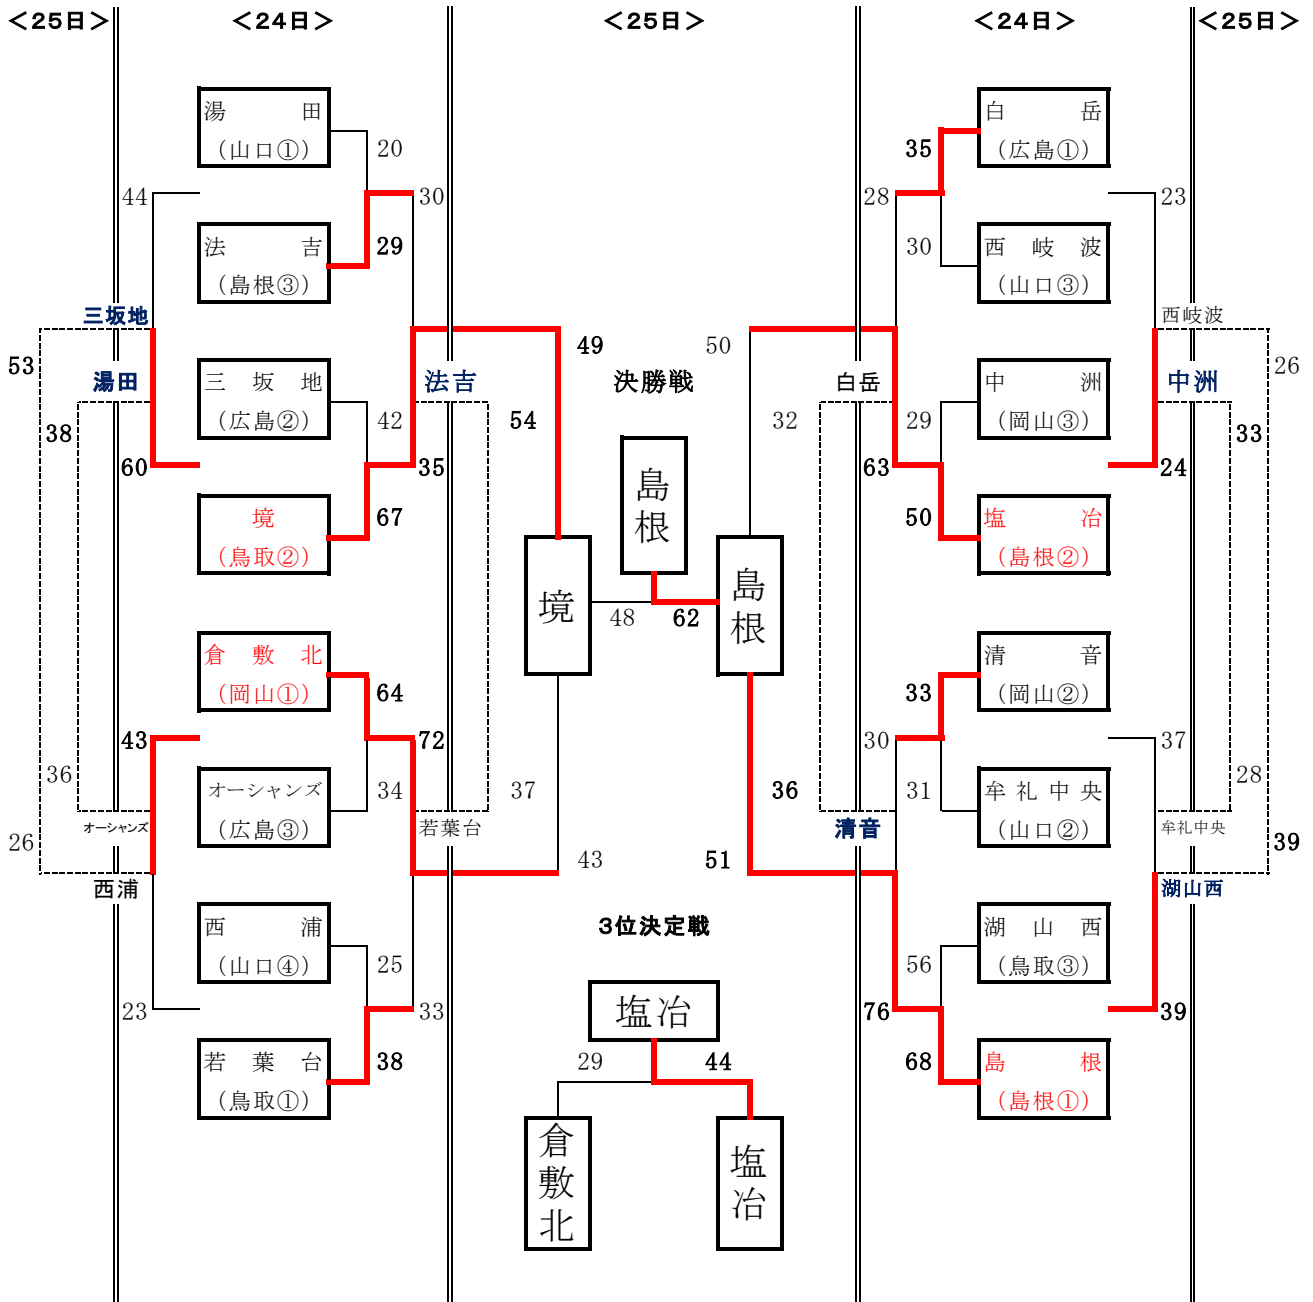 <25日>
<24日>
<25日>
<24日>
<25日>
湯 田
(山口①)
20
44
30
法 吉
(島根③)
29
三坂地
53
湯田
38
三 坂 地
(広島②)
42
法吉
60
35
境
(鳥取②)
67
倉 敷 北
(岡山①)
64
43
72
36
オーシャンズ
(広島③)
34
オーシャンズ
若葉台
26
西浦
西 浦
(山口④)
25
23
33
若 葉 台
(鳥取①)
38
49
50
決勝戦
54
32
島根
境
島根
48
62
37
36
43
51
3位決定戦
塩冶
29
44
倉敷北
塩冶
白 岳
(広島①)
35
28
23
30
西 岐 波
(山口③)
西岐波
26
白岳
中洲
中 洲
(岡山③)
29
33
63
24
50
塩 冶
(島根②)
清 音
(岡山②)
33
30
37
31
28
牟 礼 中 央
(山口②)
清音
牟礼中央
39
湖山西
湖 山 西
(鳥取③)
56
76
39
68
島 根
(島根①)